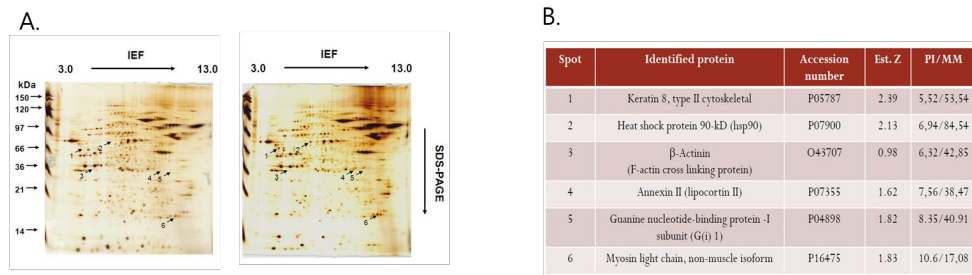 A.
IEF
3.0
13.0
IEF
3.0
13.0
kDa
150
120
97
66
36
21
14
1
2
3
4
5
6
1
2
3
4
5
6
SDS-PAGE
B.
Spot Identified protein Accession number Est. Z PI/MM
1 Keratin 8, type II cytoskeletal P05787 2.39 5,52/53,54
2 Heat shock protein 90-kD (hsp90) P07900 2.13 6,94/84,54
3 β-Actinin (F-actin cross linking protein) O43707 0.98 6,32/42,85
4 Annexin II (lipocortin II) P07355 1.62 7,56/38,47
5 Guanine nucleotide-binding protein -I subunit (G(i) 1) P04898 1.82 8.35/40.91
6 Myosin light chain, non-muscle isoform P16475 1.83 10.6/17,08